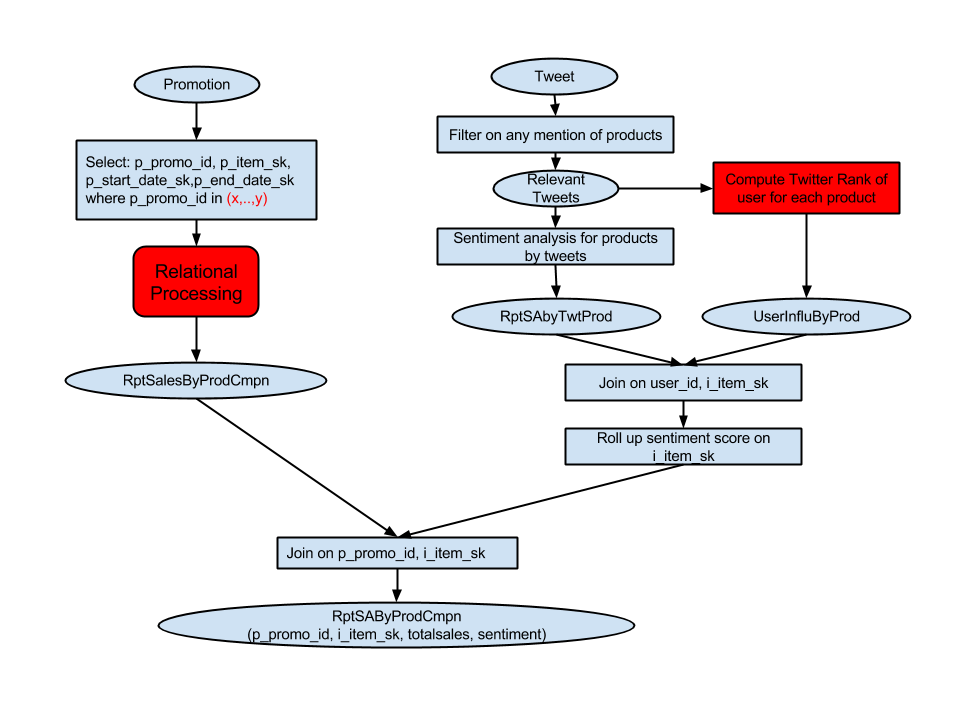 Promotion
Select: p_promo_id, p_item_sk,
p_start_date_sk,p_end_date_sk
where p_promo_id in (x,..,y)
Relational
Processing
RptSalesByProdCmpn
Tweet
Filter on any mention of products
Relevant
Tweets
Compute Twitter Rank of
user for each product
Sentiment analysis for products
by tweets
RptSAbyTwtProd
UserInfluByProd
Join on user_id, i_item_sk
Roll up sentiment score on
i_item_sk
Join on p_promo_id, i_item_sk
RptSAByProdCmpn
(p_promo_id, i_item_sk, totalsales, sentiment)